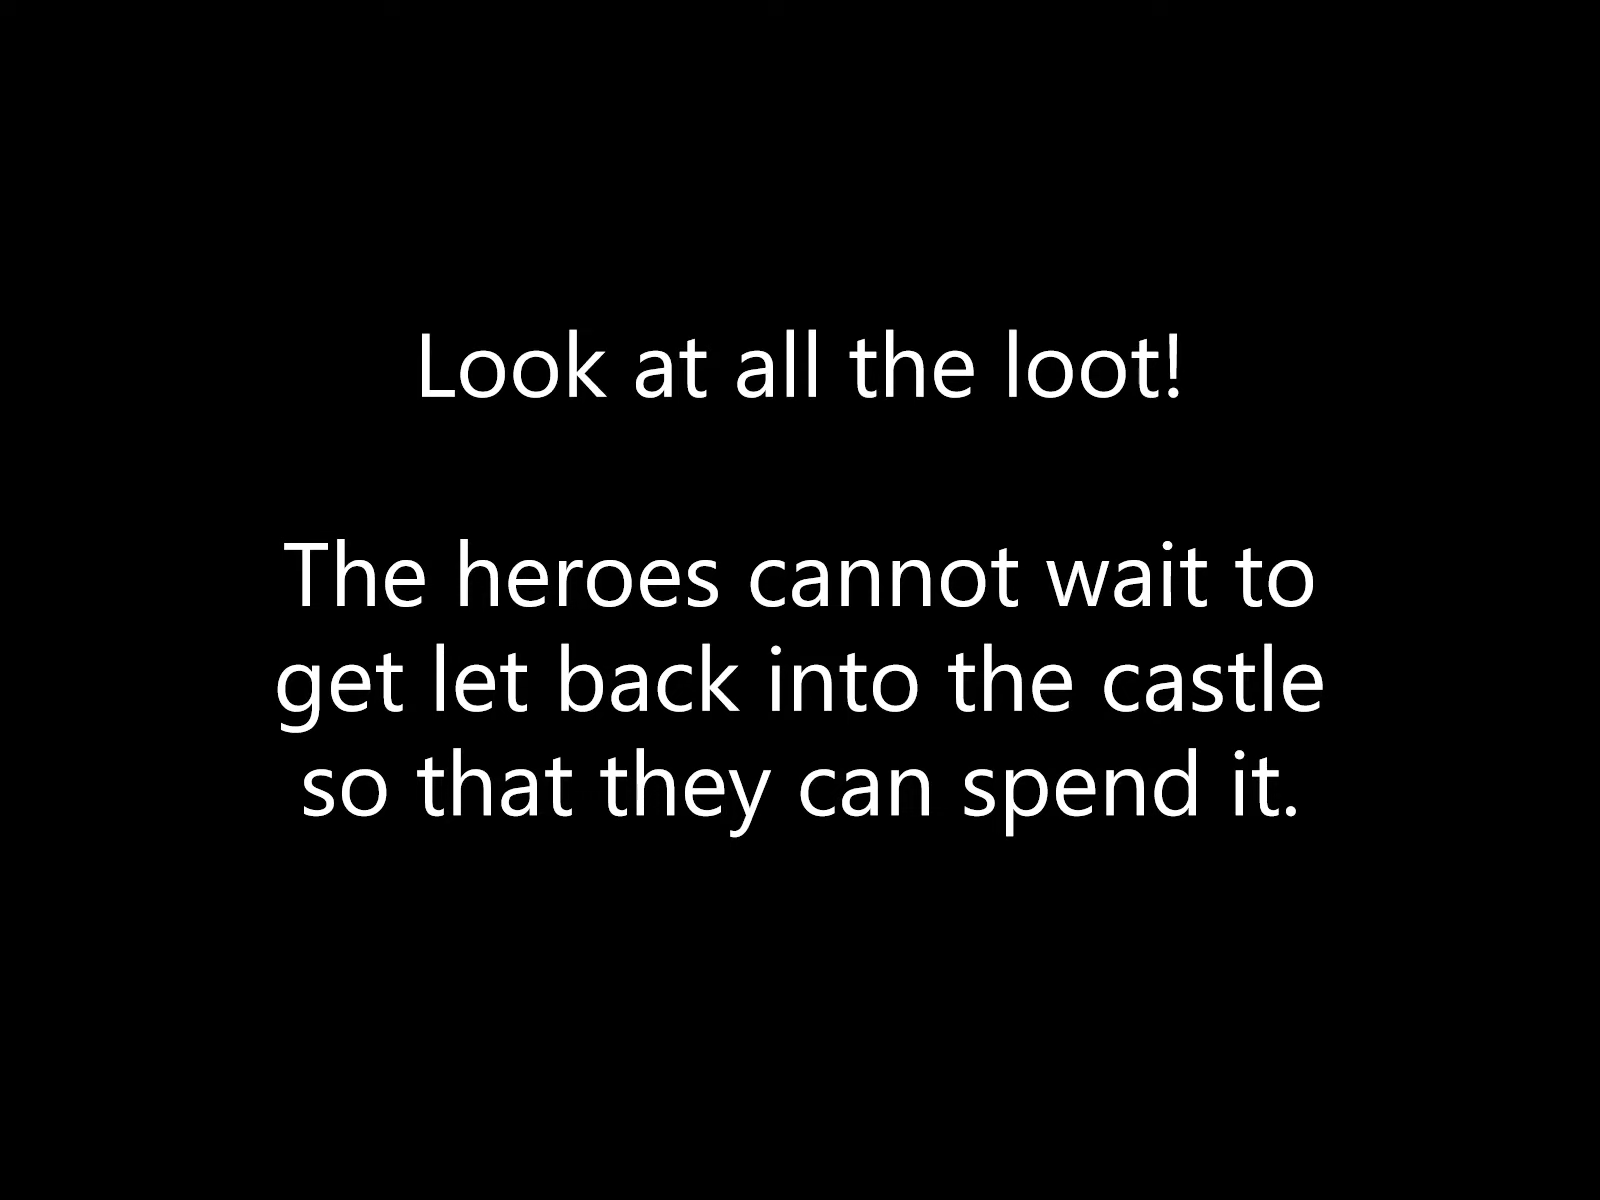 Look at all the loot!
The heroes cannot wait to
get let back into the castle
so that they can spend it.